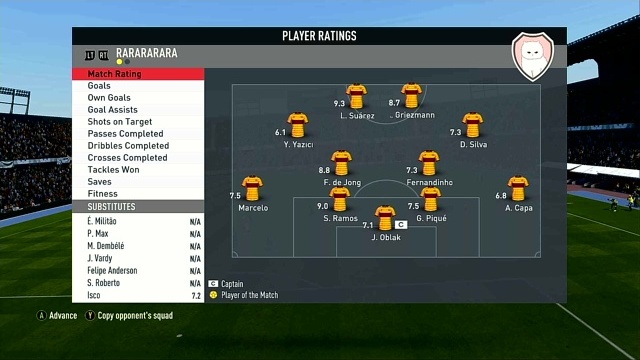 PLAYER RATINGS
LT RT RARARARARA
Match Rating
Goals
Own Goals
Goal Assists
Shots on Target
Passes Completed
Dribbles Completed
Crosses Completed
Tackles Won
Saves
Fitness
SUBSTITUTES
É. Militão N/A
P. Max N/A
M. Dembélé N/A
J. Vardy N/A
Felipe Anderson N/A
S. Roberto N/A
Isco 7.2
9.3 8.7
L. Suárez . Griezmann
6.1 7.3
Y. Yazici D. Silva
8.8 7.3
F. de Jong Fernandinho
7.5 9.0 7.5 6.8
Marcelo S. Ramos G. Piqué A. Capa
7.1 C
J. Oblak
C Captain
Player of the Match
A Advance Y Copy opponent's squad